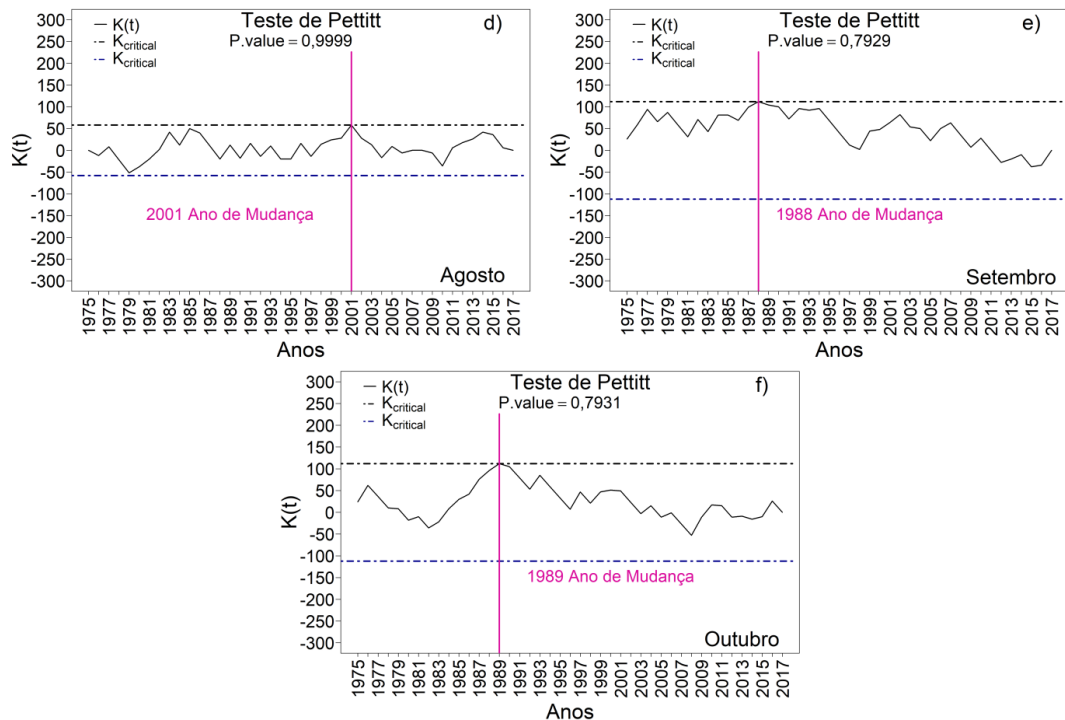 Teste de Pettitt
d)
P.value = 0,9999
K(t)
Kcritical
Kcritical
300
250
200
150
100
50
0
-50
-100
-150
-200
-250
-300
K(t)
2001 Ano de Mudança
Agosto
1975 1977 1979 1981 1983 1985 1987 1989 1991 1993 1995 1997 1999 2001 2003 2005 2007 2009 2011 2013 2015 2017
Anos
Teste de Pettitt
e)
P.value = 0,7929
K(t)
Kcritical
Kcritical
300
250
200
150
100
50
0
-50
-100
-150
-200
-250
-300
K(t)
1988 Ano de Mudança
Setembro
1975 1977 1979 1981 1983 1985 1987 1989 1991 1993 1995 1997 1999 2001 2003 2005 2007 2009 2011 2013 2015 2017
Anos
Teste de Pettitt
f)
P.value = 0,7931
K(t)
Kcritical
Kcritical
300
250
200
150
100
50
0
-50
-100
-150
-200
-250
-300
K(t)
1989 Ano de Mudança
Outubro
1975 1977 1979 1981 1983 1985 1987 1989 1991 1993 1995 1997 1999 2001 2003 2005 2007 2009 2011 2013 2015 2017
Anos